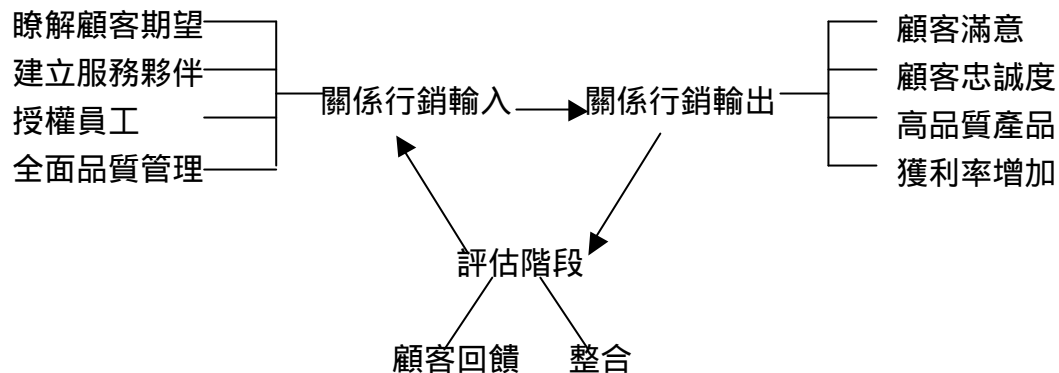 瞭解顧客期望
建立服務夥伴
授權員工
全面品質管理
關係行銷輸入
關係行銷輸出
顧客滿意
顧客忠誠度
高品質產品
獲利率增加
評估階段
顧客回饋
整合